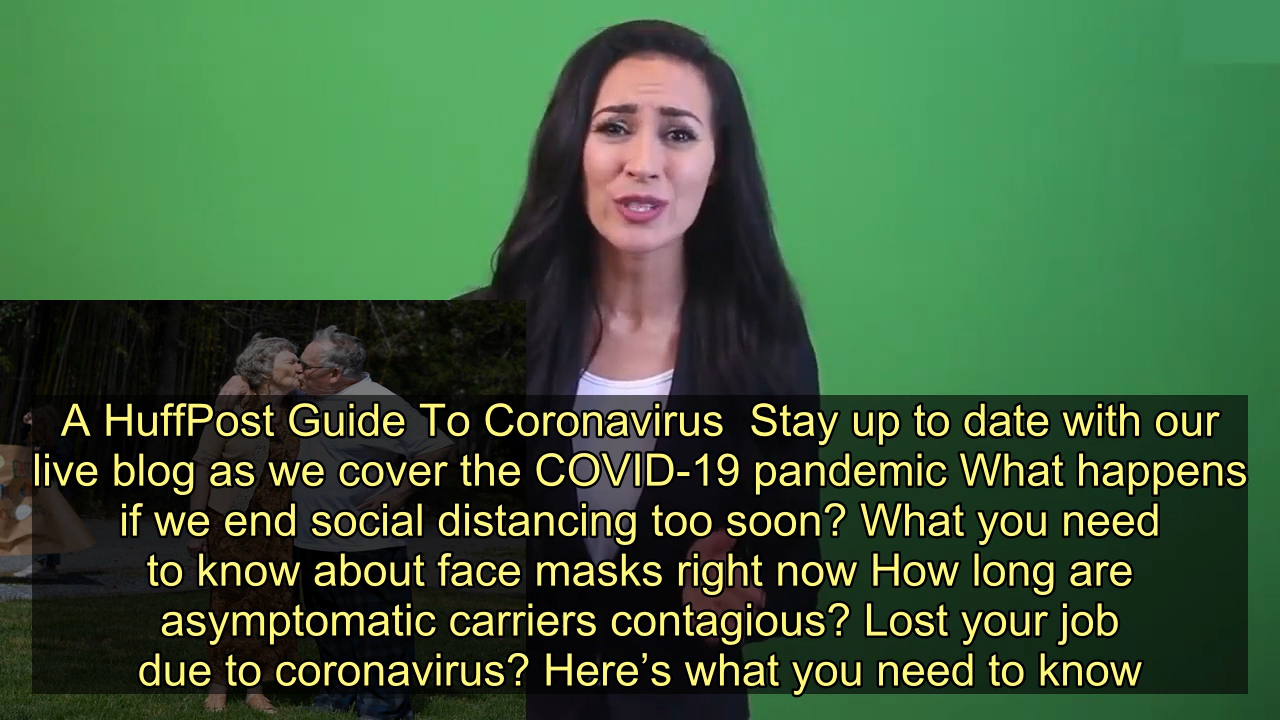 A HuffPost Guide To Coronavirus  Stay up to date with our
live blog as we cover the COVID-19 pandemic What happens
if we end social distancing too soon? What you need
to know about face masks right now How long are
asymptomatic carriers contagious? Lost your job
due to coronavirus? Here’s what you need to know